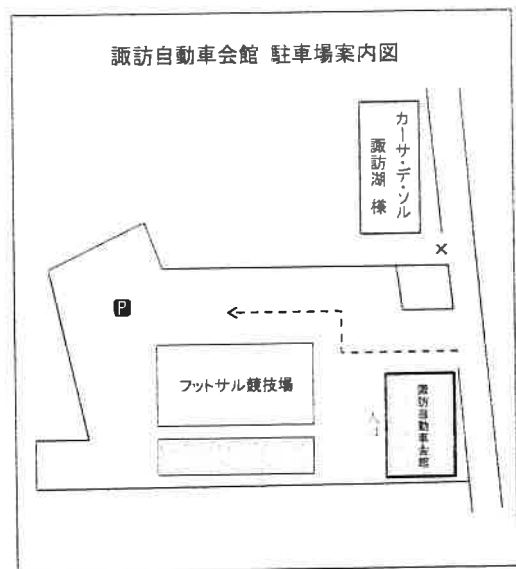 諏訪自動車会館 駐車場案内図
カーサ・デ・ソル
諏訪湖 様
×
P
フットサル競技場
諏訪自動車会館